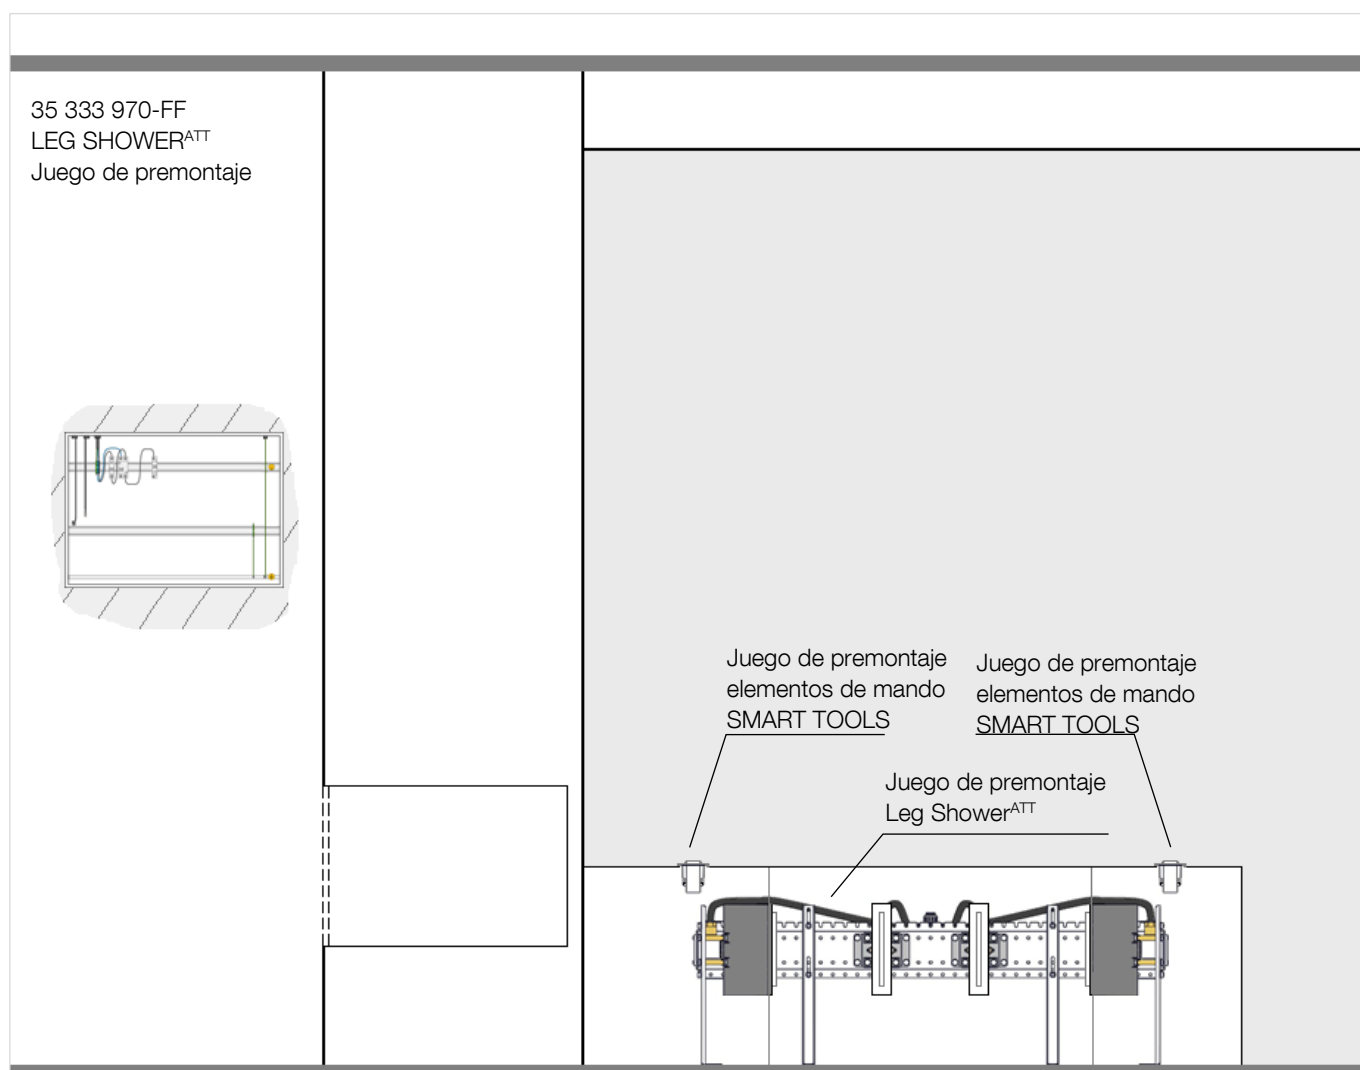 35 333 970-FF
LEG SHOWERᴬᵀᵀ
Juego de premontaje
Juego de premontaje
elementos de mando
SMART TOOLS
Juego de premontaje
elementos de mando
SMART TOOLS
Juego de premontaje
Leg Showerᴬᵀᵀ